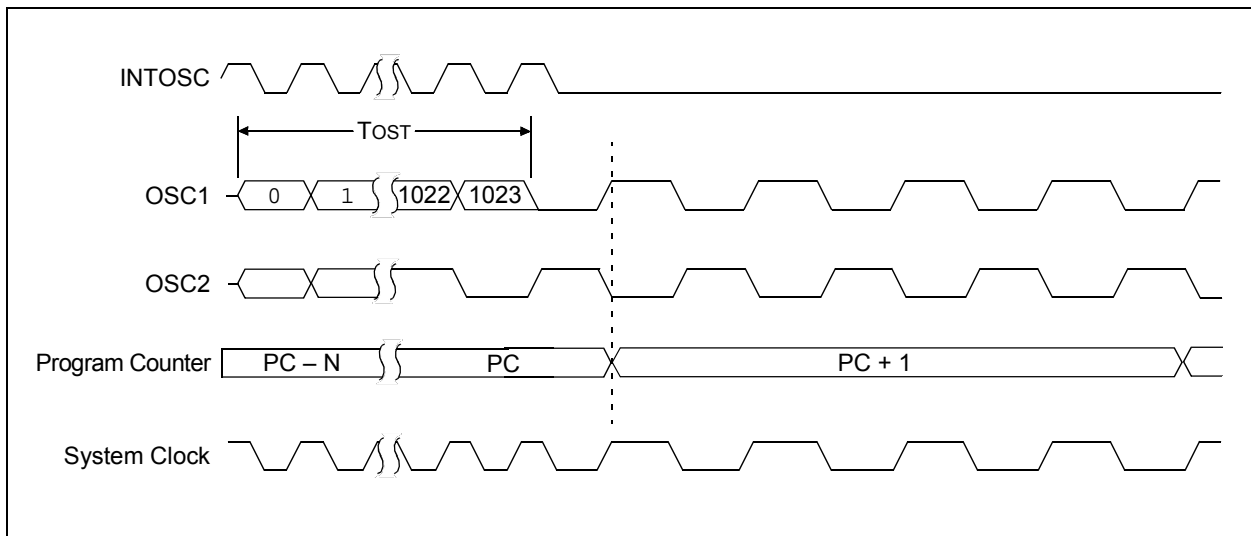 INTOSC
TOST
OSC1 0 1 1022 1023
OSC2
Program Counter PC – N PC PC + 1
System Clock